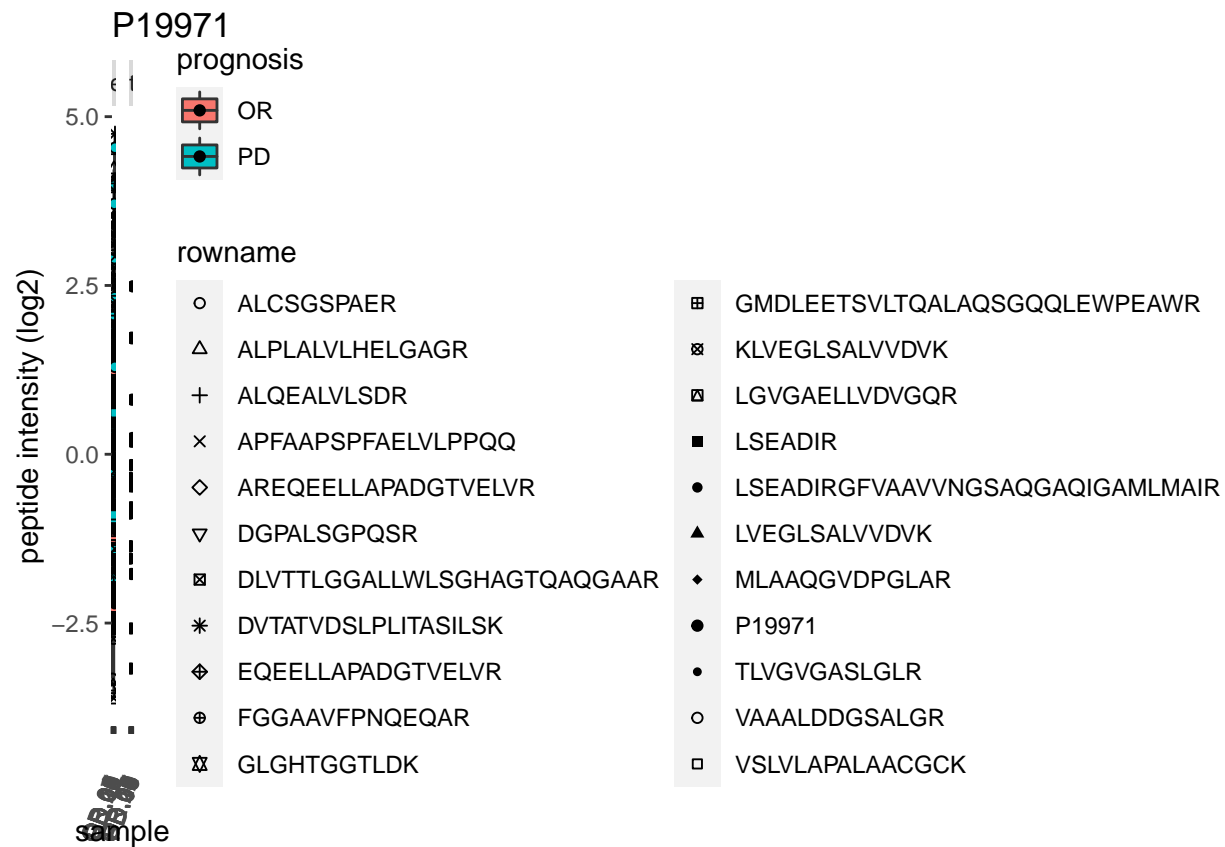 P19971
prognosis
OR
PD
rowname
ALCSGSPAER
ALPLALVLHELGAGR
ALQEALVLSDR
APFAAPSPFAELVLPPQQ
AREQEELLAPADGTVELVR
DGPALSGPQSR
DLVTTLGGALLWLSGHAGTQAQGAAR
DVTATVDSLPLITASILSK
EQEELLAPADGTVELVR
FGGAAVFPNQEQAR
GLGHTGGTLDK
GMDLEETSVLTQALAQSGQQLEWPEAWR
KLVEGLSALVVDVK
LGVGAELLVDVGQR
LSEADIR
LSEADIRGFVAAVVNGSAQGAQIGAMLMAIR
LVEGLSALVVDVK
MLAAQGVDPGLAR
P19971
TLVGVGASLGLR
VAAALDDGSALGR
VSLVLAPALAACGCK
5.0
2.5
0.0
−2.5
peptide intensity (log2)
sample